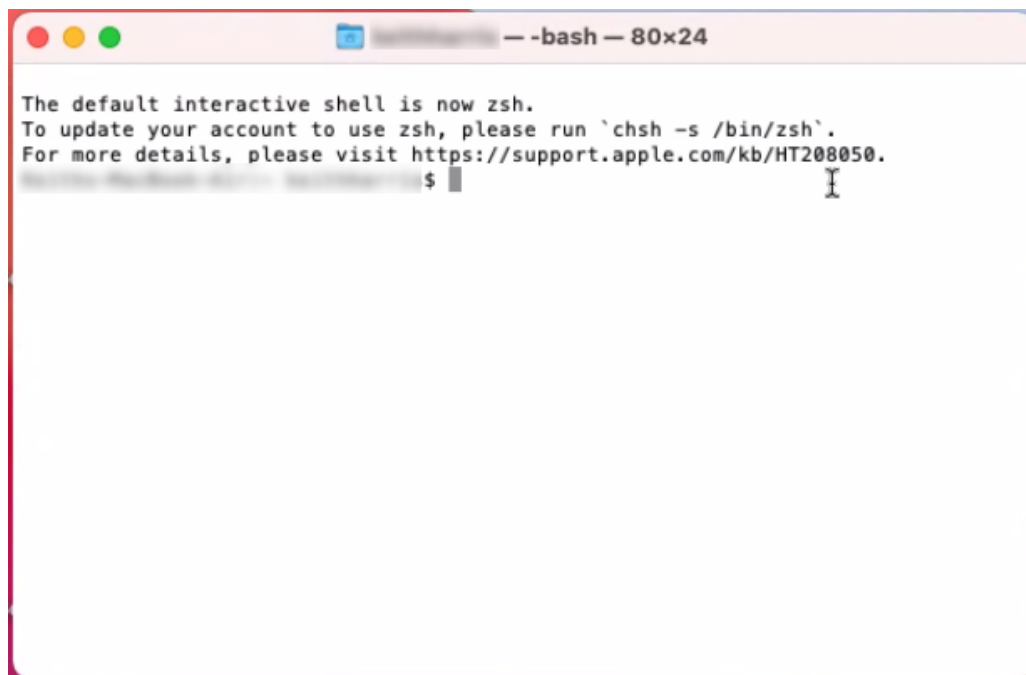 — -bash — 80×24
The default interactive shell is now zsh.
To update your account to use zsh, please run `chsh -s /bin/zsh`.
For more details, please visit https://support.apple.com/kb/HT208050.
$